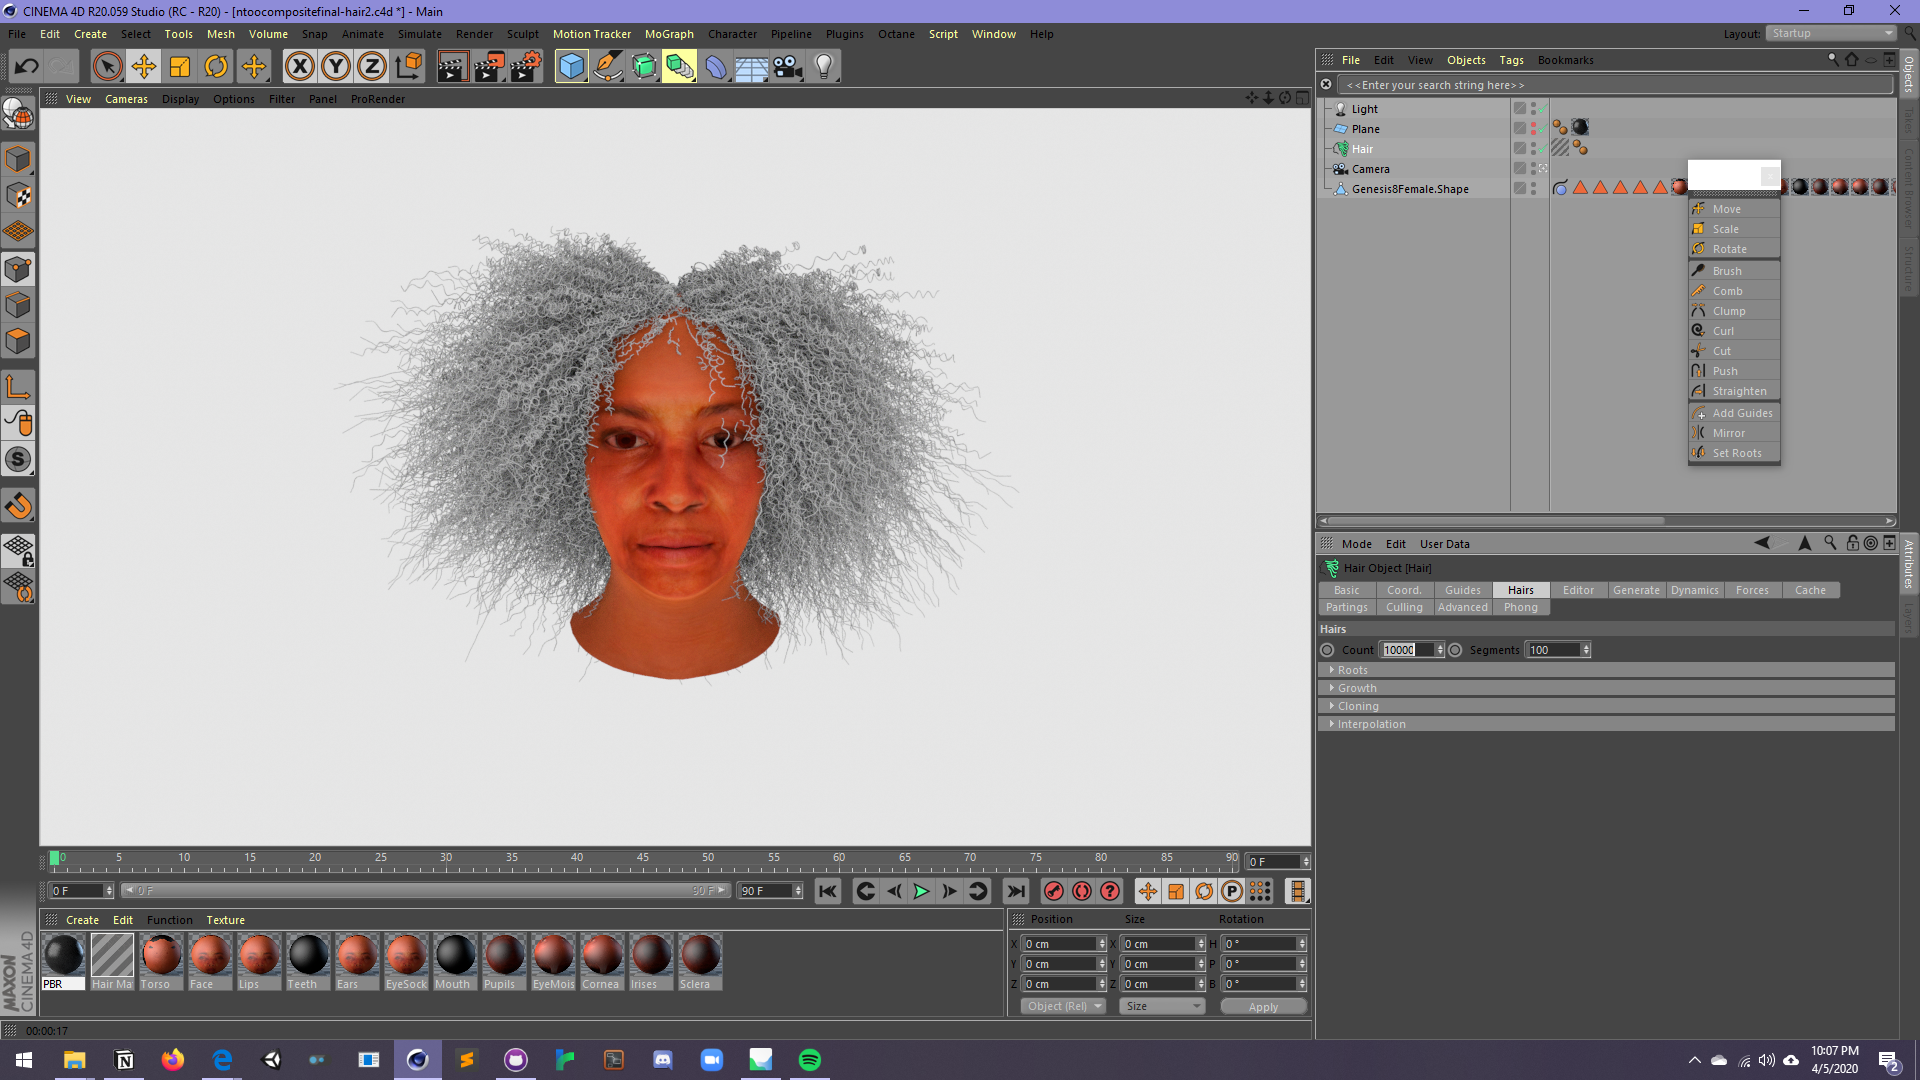 CINEMA 4D R20.059 Studio (RC - R20) - [ntoocompositefinal-hair2.c4d *] - Main
File Edit Create Select Tools Mesh Volume Snap Animate Simulate Render Sculpt Motion Tracker MoGraph Character Pipeline Plugins Octane Script Window Help
Layout: Startup
X Y Z
File Edit View Objects Tags Bookmarks
<<Enter your search string here>>
View Cameras Display Options Filter Panel ProRender
Light
Plane
Hair
Camera
Genesis8Female.Shape
Move
Scale
Rotate
Brush
Comb
Clump
Curl
Cut
Push
Straighten
Add Guides
Mirror
Set Roots
Objects
Takes
Content Browser
Structure
S
Mode Edit User Data
Attributes
Layers
Hair Object [Hair]
Basic Coord. Guides Hairs Editor Generate Dynamics Forces Cache
Partings Culling Advanced Phong
Hairs
Count 10000 Segments 100
Roots
Growth
Cloning
Interpolation
0 5 10 15 20 25 30 35 40 45 50 55 60 65 70 75 80 85 90 0 F
0 F 0 F 90 F 90 F
P
Create Edit Function Texture
PBR Hair Ma Torso Face Lips Teeth Ears EyeSock Mouth Pupils EyeMois Cornea Irises Sclera
Position Size Rotation
X 0 cm X 0 cm H 0 °
Y 0 cm Y 0 cm P 0 °
Z 0 cm Z 0 cm B 0 °
Object (Rel) Size Apply
MAXON
CINEMA 4D
00:00:17
10:07 PM
4/5/2020
2